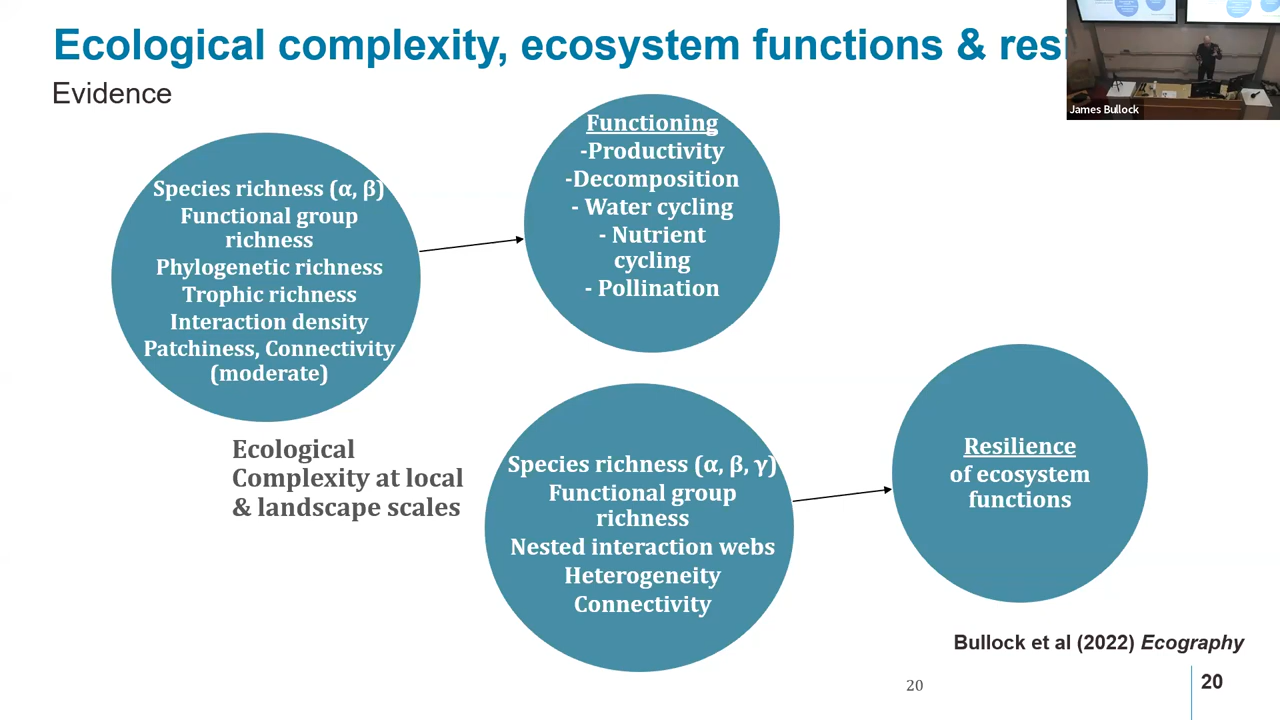 Ecological complexity, ecosystem functions & resi
Evidence
James Bullock
Species richness (α, β)
Functional group
richness
Phylogenetic richness
Trophic richness
Interaction density
Patchiness, Connectivity
(moderate)
Functioning
-Productivity
-Decomposition
- Water cycling
- Nutrient
cycling
- Pollination
Ecological
Complexity at local
& landscape scales
Species richness (α, β, γ)
Functional group
richness
Nested interaction webs
Heterogeneity
Connectivity
Resilience
of ecosystem
functions
Bullock et al (2022) Ecography
20
20